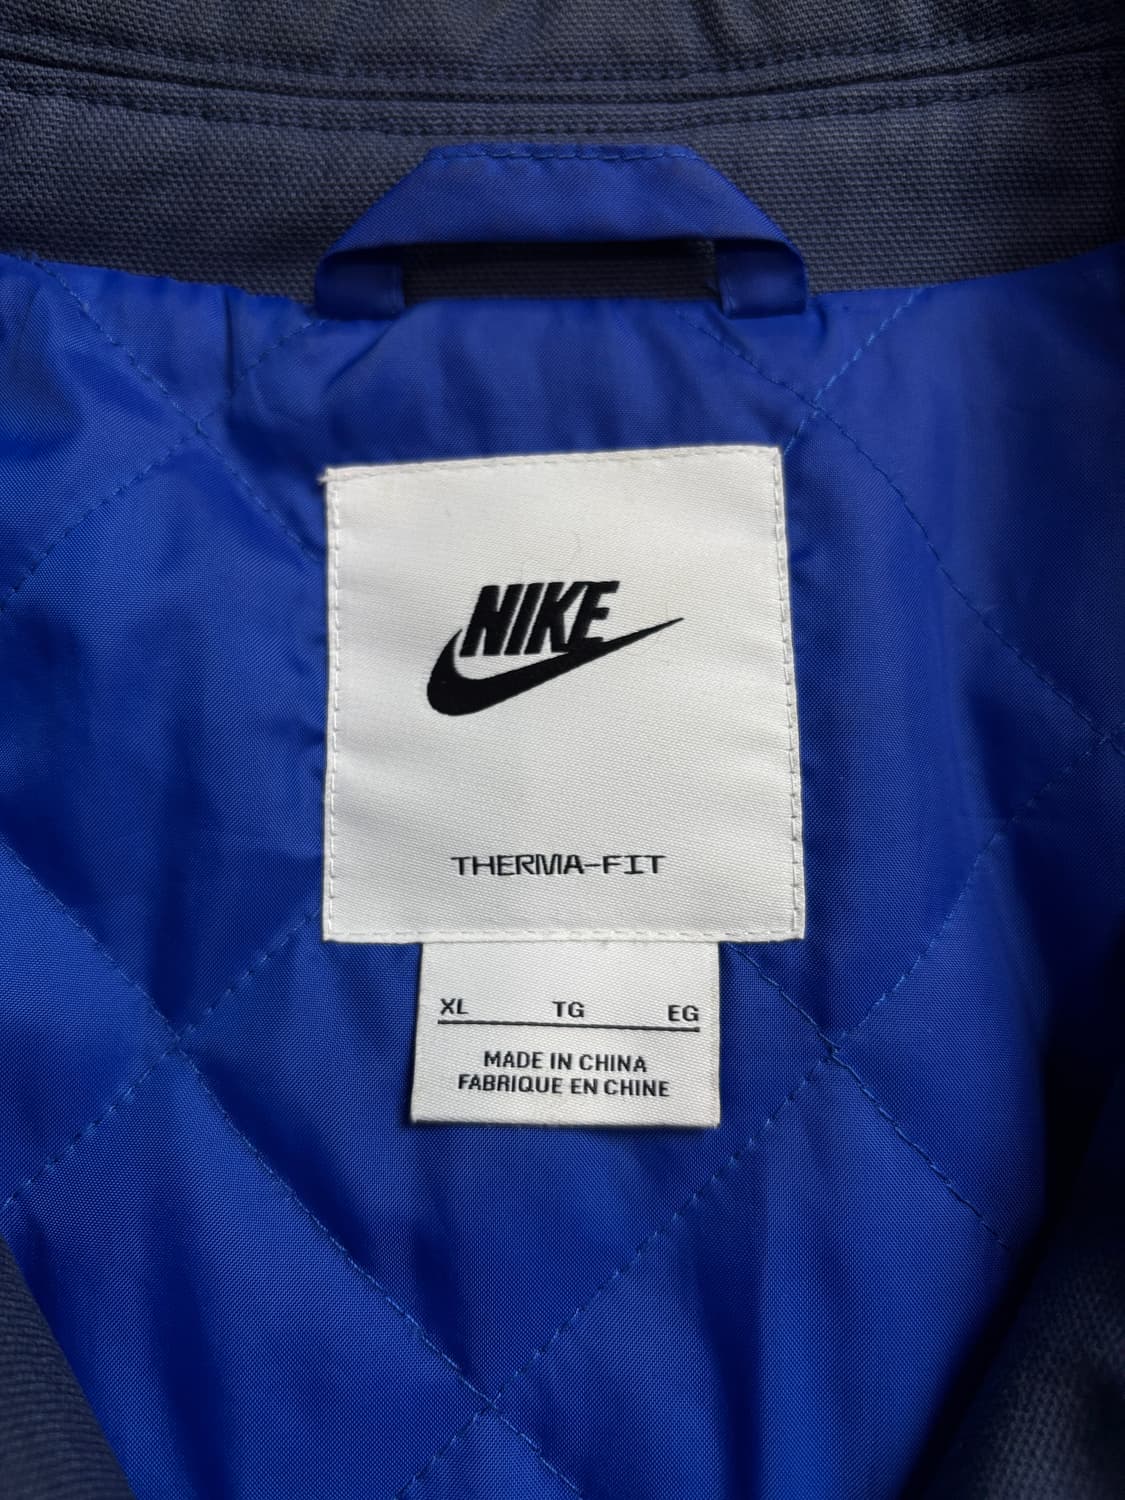 NIKE
THERMA-FIT
XL TG EG
MADE IN CHINA
FABRIQUE EN CHINE